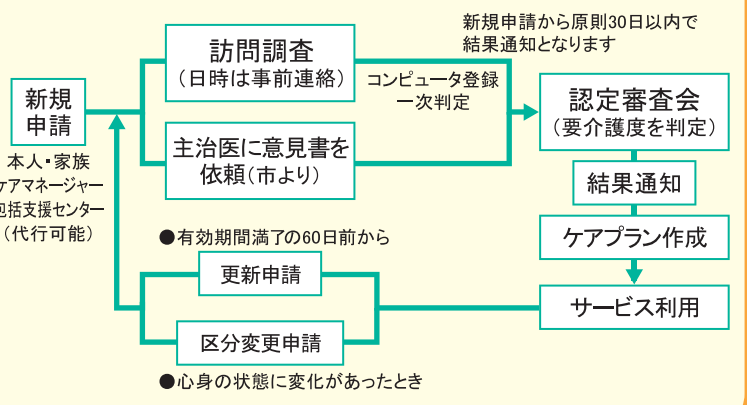 新規申請から原則30日以内で
結果通知となります
訪問調査
（日時は事前連絡）
コンピュータ登録
一次判定
新規
申請
認定審査会
（要介護度を判定）
主治医に意見書を
依頼（市より）
本人・家族
ケアマネージャー
包括支援センター
（代行可能）
結果通知
●有効期間満了の60日前から
ケアプラン作成
更新申請
サービス利用
区分変更申請
●心身の状態に変化があったとき